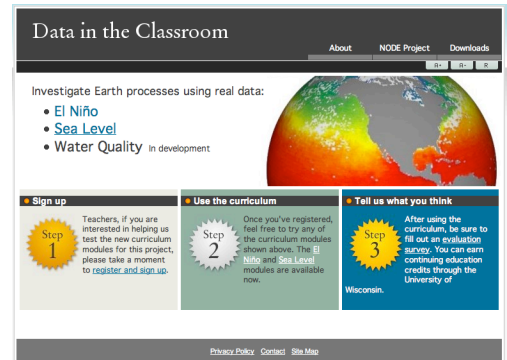 Data in the Classroom
About NODE Project Downloads
A+ A- R
Investigate Earth processes using real data:
• El Niño
• Sea Level
• Water Quality In development
Sign up
Step 1
Teachers, if you are
interested in helping us
test the new curriculum
modules for this project,
please take a moment
to register and sign up.
Use the curriculum
Step 2
Once you've registered,
feel free to try any of
the curriculum modules
shown above. The El
Niño and Sea Level
modules are available
now.
Tell us what you think
Step 3
After using the
curriculum, be sure to
fill out an evaluation
survey. You can earn
continuing education
credits through the
University of
Wisconsin.
Privacy Policy Contact Site Map